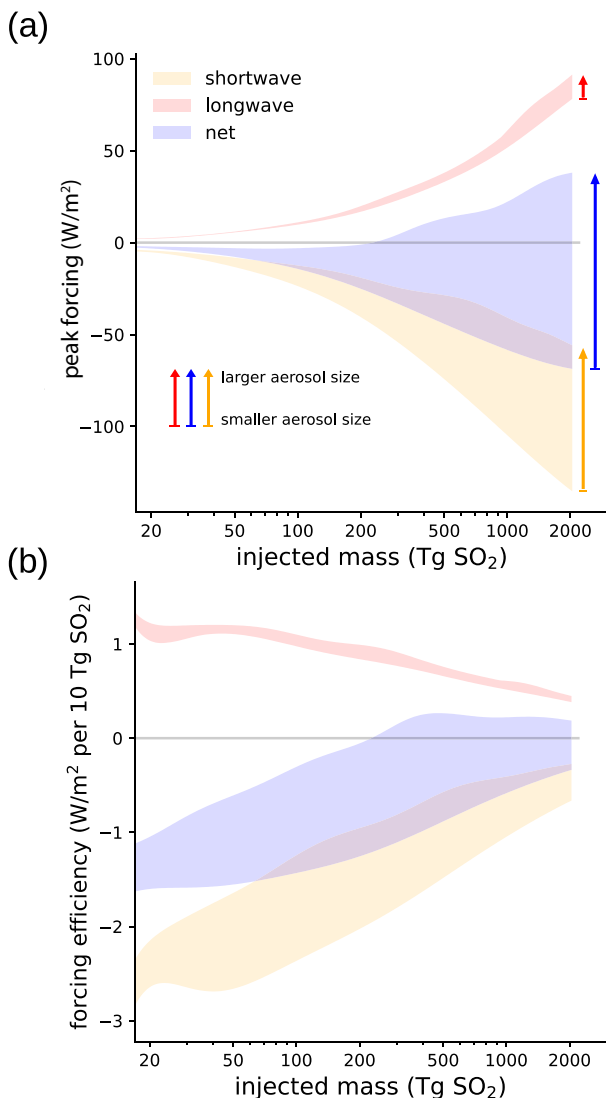 (a)
100
50
0
−50
−100
peak forcing (W/m²)
shortwave
longwave
net
larger aerosol size
smaller aerosol size
20 50 100 200 500 1000 2000
injected mass (Tg SO₂)
(b)
1
0
−1
−2
−3
forcing efficiency (W/m² per 10 Tg SO₂)
20 50 100 200 500 1000 2000
injected mass (Tg SO₂)